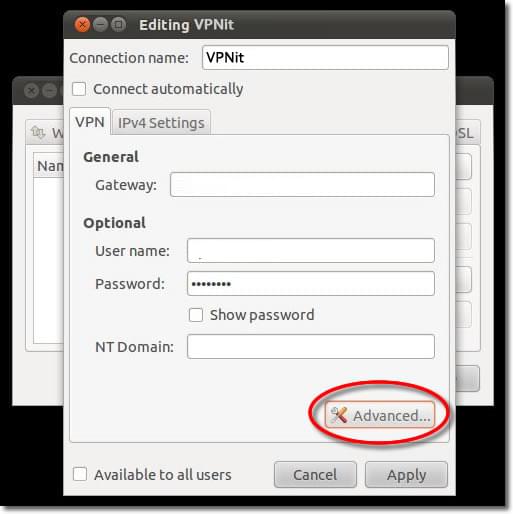 Editing VPNit
Connection name: VPNit
Connect automatically
VPN IPv4 Settings
General
Gateway:
Optional
User name: .
Password: ••••••••
Show password
NT Domain:
Advanced...
Available to all users
Cancel Apply
W
DSL
Nam